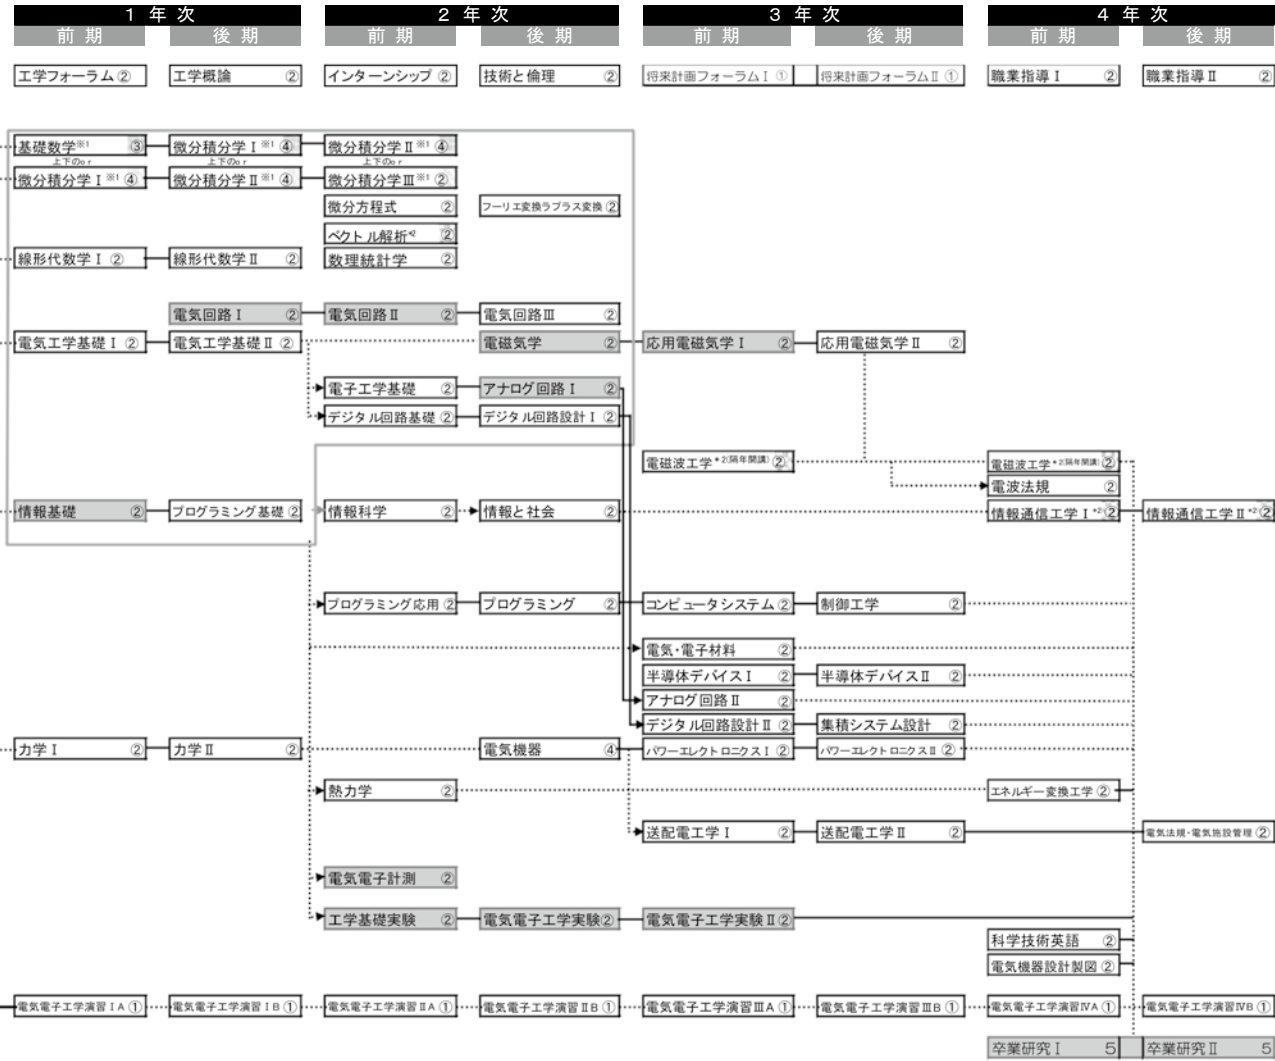 1 年 次 2 年 次 3 年 次 4 年 次
前 期 後 期 前 期 後 期 前 期 後 期 前 期 後 期
工学フォーラム ② 工学概論 ② インターンシップ ② 技術と倫理 ② 将来計画フォーラムⅠ ① 将来計画フォーラムⅡ ① 職業指導Ⅰ ② 職業指導Ⅱ ②
基礎数学※1 ③ 微分積分学Ⅰ※1 ④ 微分積分学Ⅱ※1 ④
上下のor 上下のor 上下のor
微分積分学Ⅰ※1 ④ 微分積分学Ⅱ※1 ④ 微分積分学Ⅲ※1 ②
微分方程式 ② フーリエ変換ラプラス変換 ②
ベクトル解析*2 ②
線形代数学Ⅰ ② 線形代数学Ⅱ ② 数理統計学 ②
電気回路Ⅰ ② 電気回路Ⅱ ② 電気回路Ⅲ ②
電気工学基礎Ⅰ ② 電気工学基礎Ⅱ ② 電磁気学 ② 応用電磁気学Ⅰ ② 応用電磁気学Ⅱ ②
電子工学基礎 ② アナログ回路Ⅰ ②
デジタル回路基礎 ② デジタル回路設計Ⅰ ②
電磁波工学*2(隔年開講) ② 電磁波工学*2(隔年開講) ②
電波法規 ②
情報基礎 ② プログラミング基礎 ② 情報科学 ② 情報と社会 ② 情報通信工学Ⅰ*2 ② 情報通信工学Ⅱ*2 ②
プログラミング応用 ② プログラミング ② コンピュータシステム ② 制御工学 ②
電気・電子材料 ②
半導体デバイスⅠ ② 半導体デバイスⅡ ②
アナログ回路Ⅱ ②
デジタル回路設計Ⅱ ② 集積システム設計 ②
力学Ⅰ ② 力学Ⅱ ② 電気機器 ④ パワーエレクトロニクスⅠ ② パワーエレクトロニクスⅡ ②
熱力学 ② エネルギー変換工学 ②
送配電工学Ⅰ ② 送配電工学Ⅱ ② 電気法規・電気施設管理 ②
電気電子計測 ②
工学基礎実験 ② 電気電子工学実験 ② 電気電子工学実験Ⅱ ②
科学技術英語 ②
電気機器設計製図 ②
電気電子工学演習ⅠA ① 電気電子工学演習ⅠB ① 電気電子工学演習ⅡA ① 電気電子工学演習ⅡB ① 電気電子工学演習ⅢA ① 電気電子工学演習ⅢB ① 電気電子工学演習ⅣA ① 電気電子工学演習ⅣB ①
卒業研究Ⅰ 5 卒業研究Ⅱ 5